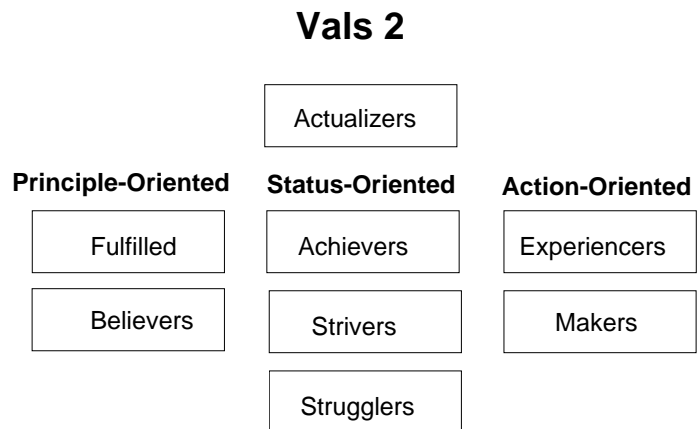 Vals 2
Actualizers
Principle-Oriented Status-Oriented Action-Oriented
Fulfilled Achievers Experiencers
Believers Strivers Makers
Strugglers